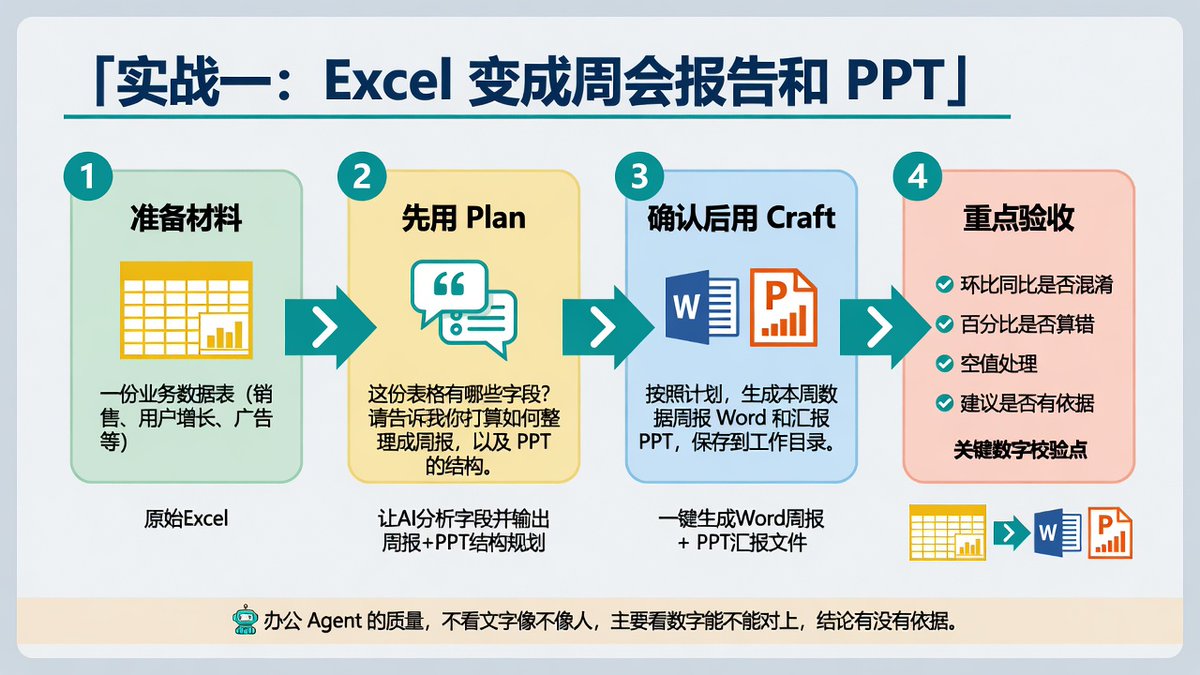 「实战一：Excel 变成周会报告和 PPT」
1
准备材料
一份业务数据表（销
售、用户增长、广告
等）
原始Excel
2
先用 Plan
这份表格有哪些字段？
请告诉我你打算如何整
理成周报，以及 PPT
的结构。
让AI分析字段并输出
周报+PPT结构规划
3
确认后用 Craft
W
P
按照计划，生成本周数
据周报 Word 和汇报
PPT，保存到工作目录。
一键生成Word周报
+ PPT汇报文件
4
重点验收
环比同比是否混淆
百分比是否算错
空值处理
建议是否有依据
关键数字校验点
W
P
办公 Agent 的质量，不看文字像不像人，主要看数字能不能对上，结论有没有依据。